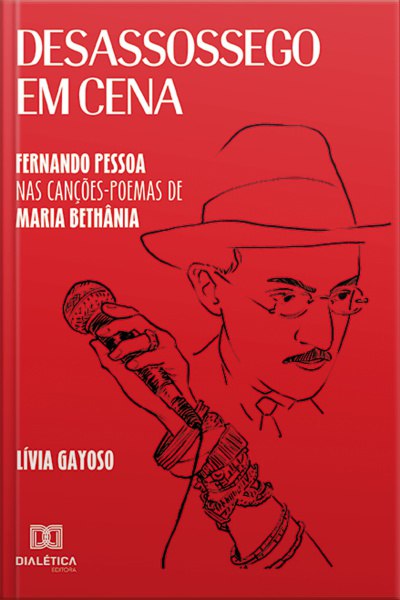 DESASSOSSEGO
EM CENA
FERNANDO PESSOA
NAS CANÇÕES-POEMAS DE
MARIA BETHÂNIA
LÍVIA GAYOSO
DIALÉTICA
EDITORA